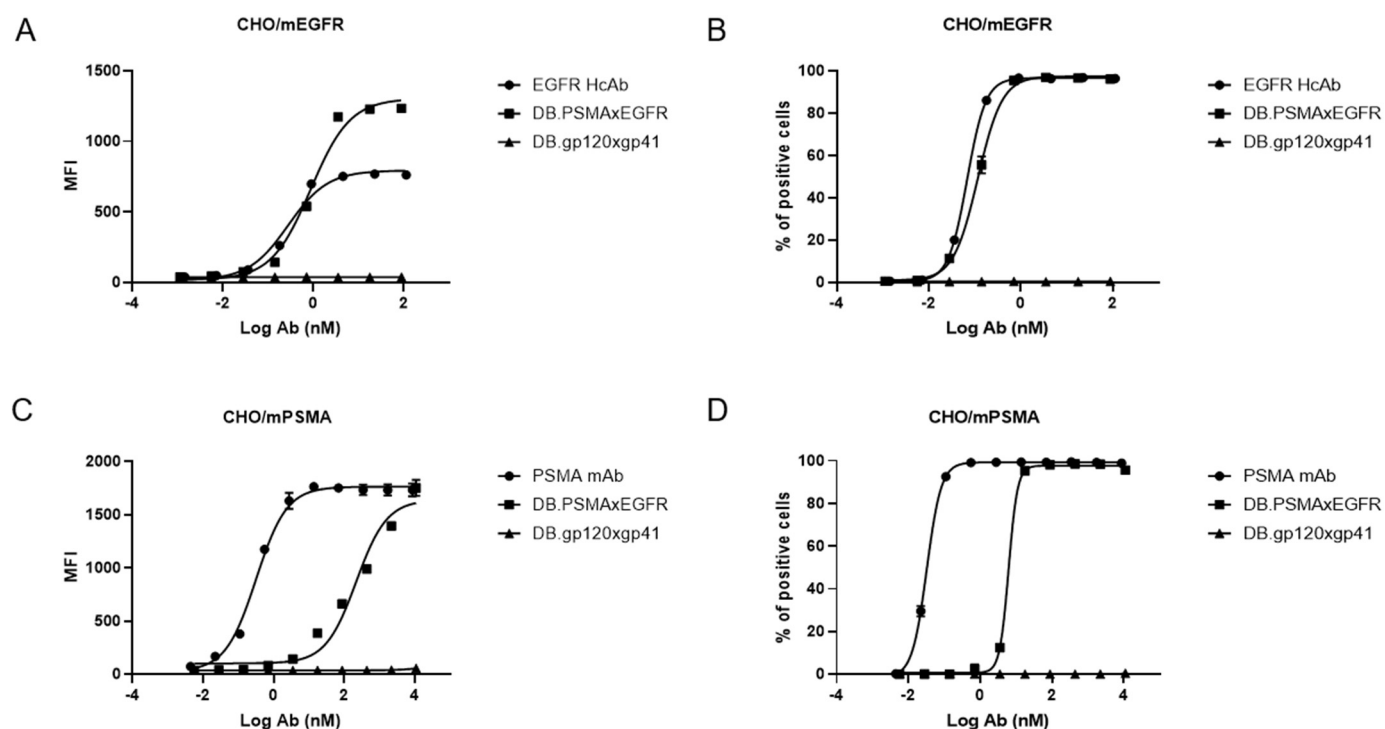 A
CHO/mEGFR
MFI
1500
1000
500
0
-4
-2
0
2
Log Ab (nM)
EGFR HcAb
DB.PSMAxEGFR
DB.gp120xgp41
B
CHO/mEGFR
% of positive cells
100
80
60
40
20
0
-4
-2
0
2
Log Ab (nM)
EGFR HcAb
DB.PSMAxEGFR
DB.gp120xgp41
C
CHO/mPSMA
MFI
2000
1500
1000
500
0
-4
-2
0
2
4
Log Ab (nM)
PSMA mAb
DB.PSMAxEGFR
DB.gp120xgp41
D
CHO/mPSMA
% of positive cells
100
80
60
40
20
0
-4
-2
0
2
4
Log Ab (nM)
PSMA mAb
DB.PSMAxEGFR
DB.gp120xgp41